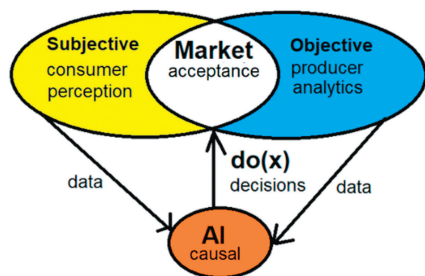 Subjective
consumer
perception
Market
acceptance
Objective
producer
analytics
data
do(x)
decisions
data
AI
causal